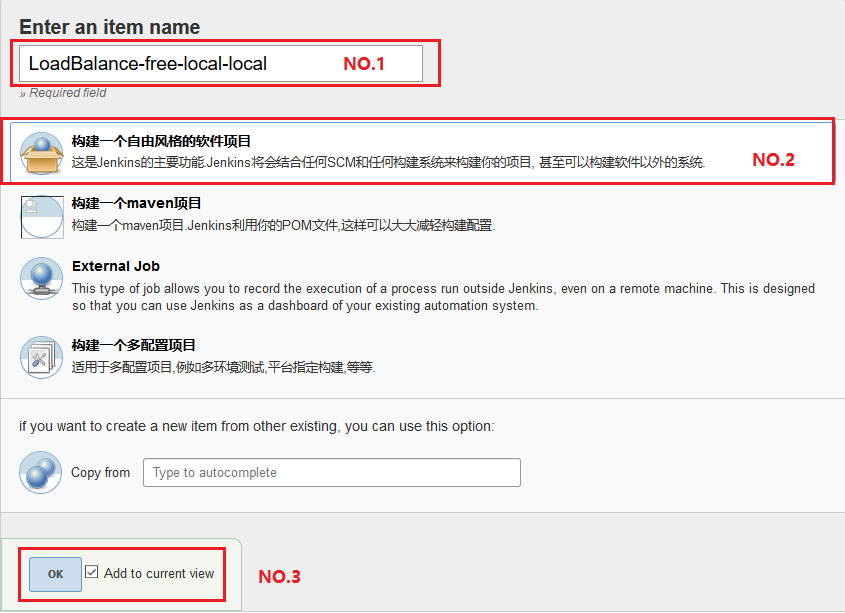 Enter an item name
LoadBalance-free-local-local NO.1
» Required field
构建一个自由风格的软件项目
这是Jenkins的主要功能.Jenkins将会结合任何SCM和任何构建系统来构建你的项目, 甚至可以构建软件以外的系统.
NO.2
构建一个maven项目
构建一个maven项目.Jenkins利用你的POM文件,这样可以大大减轻构建配置.
External Job
This type of job allows you to record the execution of a process run outside Jenkins, even on a remote machine. This is designed
so that you can use Jenkins as a dashboard of your existing automation system.
构建一个多配置项目
适用于多配置项目,例如多环境测试,平台指定构建,等等.
if you want to create a new item from other existing, you can use this option:
Copy from Type to autocomplete
OK Add to current view NO.3